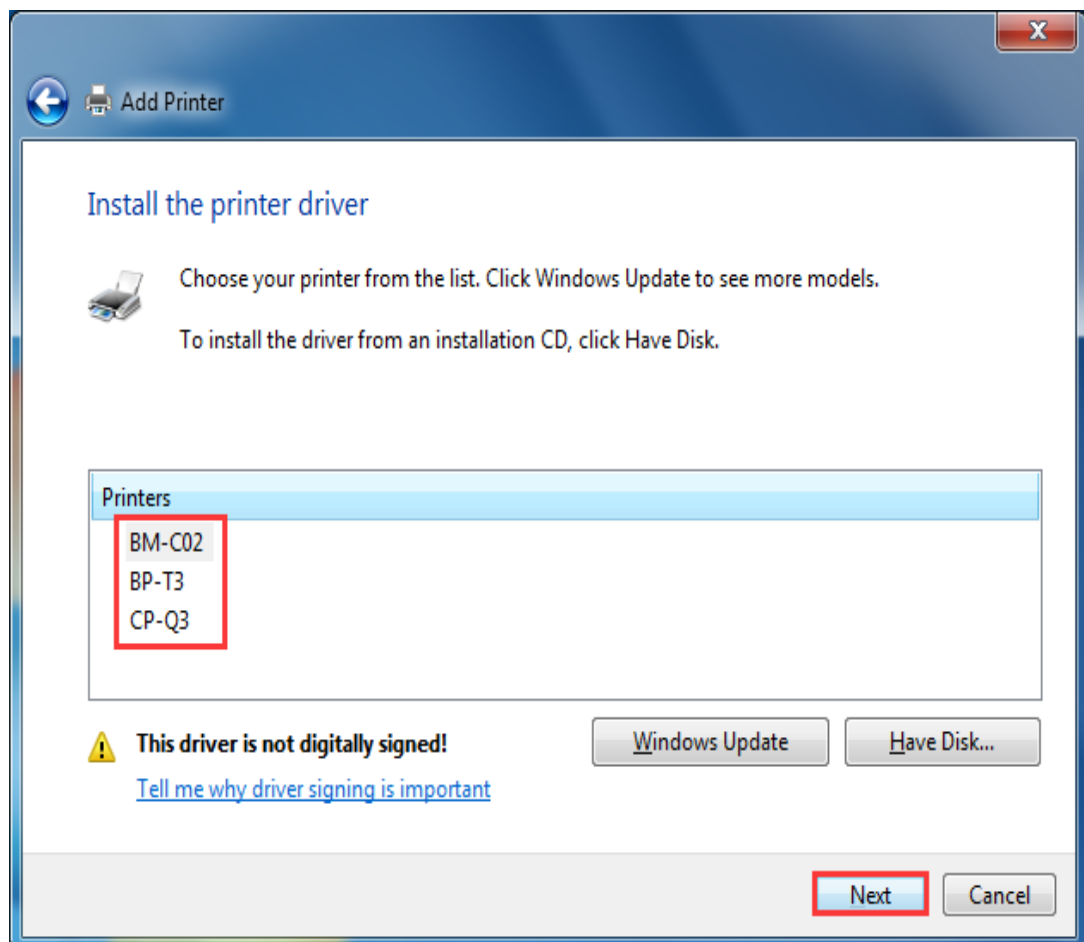 X
Add Printer
Install the printer driver
Choose your printer from the list. Click Windows Update to see more models.
To install the driver from an installation CD, click Have Disk.
Printers
BM-C02
BP-T3
CP-Q3
This driver is not digitally signed!
Windows Update
Have Disk...
Tell me why driver signing is important
Next
Cancel